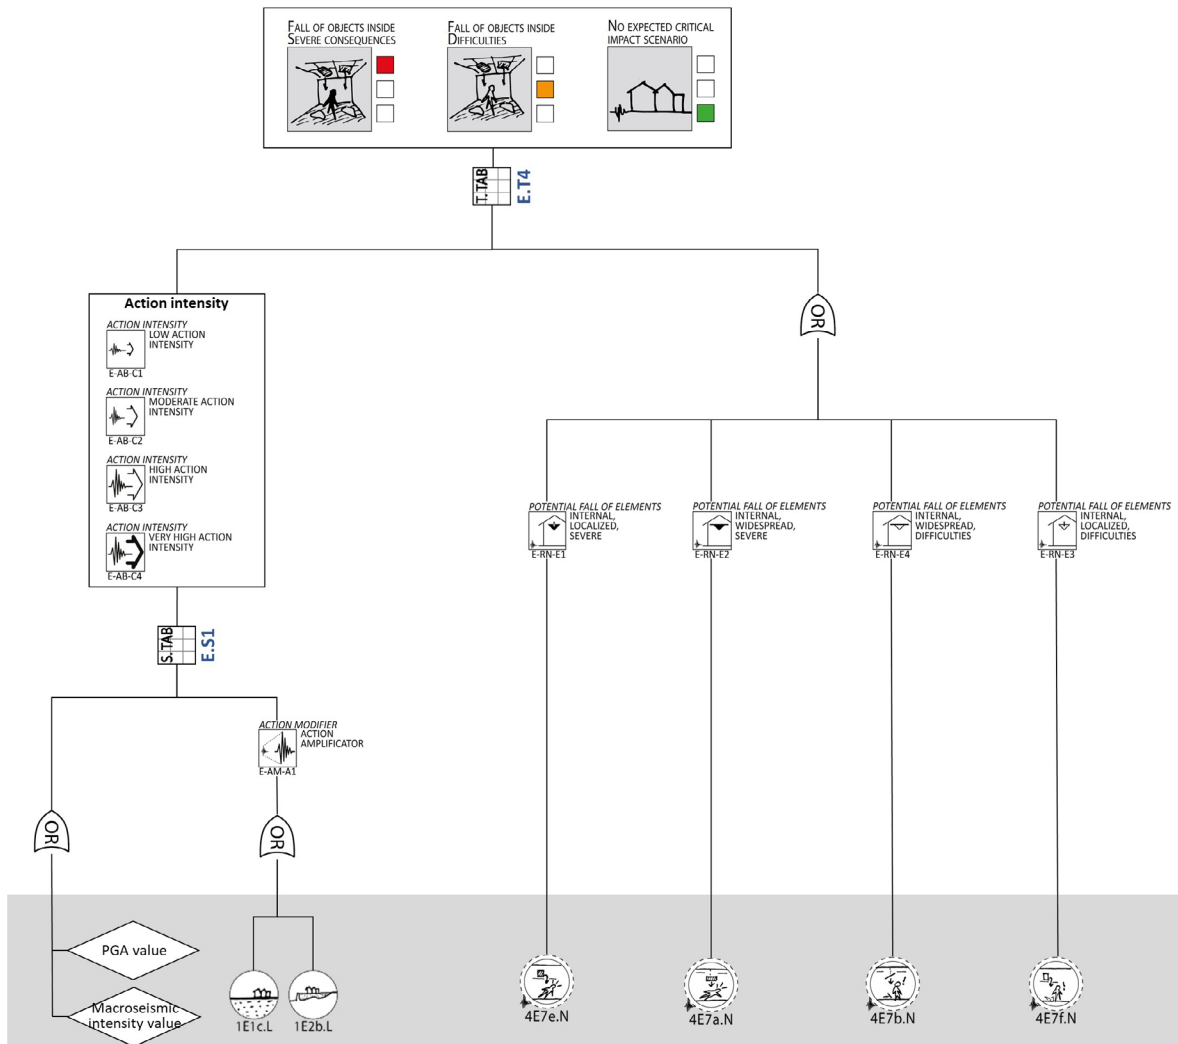 FALL OF OBJECTS INSIDE
SEVERE CONSEQUENCES
FALL OF OBJECTS INSIDE
DIFFICULTIES
NO EXPECTED CRITICAL
IMPACT SCENARIO
T. TAB
E.T4
Action intensity
ACTION INTENSITY
LOW ACTION
INTENSITY
E-AB-C1
ACTION INTENSITY
MODERATE ACTION
INTENSITY
E-AB-C2
ACTION INTENSITY
HIGH ACTION
INTENSITY
E-AB-C3
ACTION INTENSITY
VERY HIGH ACTION
INTENSITY
E-AB-C4
OR
POTENTIAL FALL OF ELEMENTS
INTERNAL,
LOCALIZED,
SEVERE
E-RN-E1
POTENTIAL FALL OF ELEMENTS
INTERNAL,
WIDESPREAD,
SEVERE
E-RN-E2
POTENTIAL FALL OF ELEMENTS
INTERNAL,
WIDESPREAD,
DIFFICULTIES
E-RN-E4
POTENTIAL FALL OF ELEMENTS
INTERNAL,
LOCALIZED,
DIFFICULTIES
E-RN-E3
S. TAB
E.S1
ACTION MODIFIER
ACTION
AMPLIFICATOR
E-AM-A1
OR
OR
PGA value
Macroseismic
intensity value
1E1c.L
1E2b.L
4E7e.N
4E7a.N
4E7b.N
4E7f.N